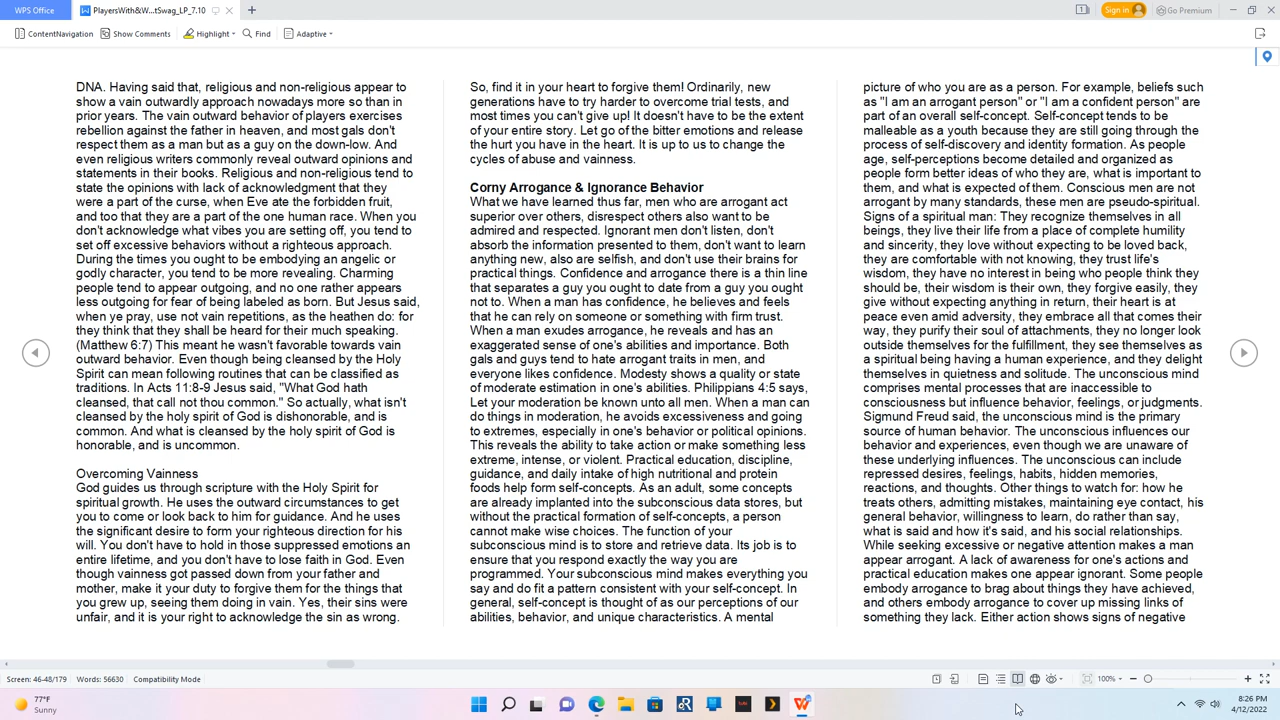 WPS Office
PlayersWith&W...tSwag_LP_7.10
Sign in
Go Premium
ContentNavigation
Show Comments
Highlight
Find
Adaptive
DNA. Having said that, religious and non-religious appear to
show a vain outwardly approach nowadays more so than in
prior years. The vain outward behavior of players exercises
rebellion against the father in heaven, and most gals don't
respect them as a man but as a guy on the down-low. And
even religious writers commonly reveal outward opinions and
statements in their books. Religious and non-religious tend to
state the opinions with lack of acknowledgment that they
were a part of the curse, when Eve ate the forbidden fruit,
and too that they are a part of the one human race. When you
don't acknowledge what vibes you are setting off, you tend to
set off excessive behaviors without a righteous approach.
During the times you ought to be embodying an angelic or
godly character, you tend to be more revealing. Charming
people tend to appear outgoing, and no one rather appears
less outgoing for fear of being labeled as born. But Jesus said,
when ye pray, use not vain repetitions, as the heathen do: for
they think that they shall be heard for their much speaking.
(Matthew 6:7) This meant he wasn't favorable towards vain
outward behavior. Even though being cleansed by the Holy
Spirit can mean following routines that can be classified as
traditions. In Acts 11:8-9 Jesus said, "What God hath
cleansed, that call not thou common." So actually, what isn't
cleansed by the holy spirit of God is dishonorable, and is
common. And what is cleansed by the holy spirit of God is
honorable, and is uncommon.
Overcoming Vainness
God guides us through scripture with the Holy Spirit for
spiritual growth. He uses the outward circumstances to get
you to come or look back to him for guidance. And he uses
the significant desire to form your righteous direction for his
will. You don't have to hold in those suppressed emotions an
entire lifetime, and you don't have to lose faith in God. Even
though vainness got passed down from your father and
mother, make it your duty to forgive them for the things that
you grew up, seeing them doing in vain. Yes, their sins were
unfair, and it is your right to acknowledge the sin as wrong.
So, find it in your heart to forgive them! Ordinarily, new
generations have to try harder to overcome trial tests, and
most times you can't give up! It doesn't have to be the extent
of your entire story. Let go of the bitter emotions and release
the hurt you have in the heart. It is up to us to change the
cycles of abuse and vainness.
Corny Arrogance & Ignorance Behavior
What we have learned thus far, men who are arrogant act
superior over others, disrespect others also want to be
admired and respected. Ignorant men don't listen, don't
absorb the information presented to them, don't want to learn
anything new, also are selfish, and don't use their brains for
practical things. Confidence and arrogance there is a thin line
that separates a guy you ought to date from a guy you ought
not to. When a man has confidence, he believes and feels
that he can rely on someone or something with firm trust.
When a man exudes arrogance, he reveals and has an
exaggerated sense of one's abilities and importance. Both
gals and guys tend to hate arrogant traits in men, and
everyone likes confidence. Modesty shows a quality or state
of moderate estimation in one's abilities. Philippians 4:5 says,
Let your moderation be known unto all men. When a man can
do things in moderation, he avoids excessiveness and going
to extremes, especially in one's behavior or political opinions.
This reveals the ability to take action or make something less
extreme, intense, or violent. Practical education, discipline,
guidance, and daily intake of high nutritional and protein
foods help form self-concepts. As an adult, some concepts
are already implanted into the subconscious data stores, but
without the practical formation of self-concepts, a person
cannot make wise choices. The function of your
subconscious mind is to store and retrieve data. Its job is to
ensure that you respond exactly the way you are
programmed. Your subconscious mind makes everything you
say and do fit a pattern consistent with your self-concept. In
general, self-concept is thought of as our perceptions of our
abilities, behavior, and unique characteristics. A mental
picture of who you are as a person. For example, beliefs such
as "I am an arrogant person" or "I am a confident person" are
part of an overall self-concept. Self-concept tends to be
malleable as a youth because they are still going through the
process of self-discovery and identity formation. As people
age, self-perceptions become detailed and organized as
people form better ideas of who they are, what is important to
them, and what is expected of them. Conscious men are not
arrogant by many standards, these men are pseudo-spiritual.
Signs of a spiritual man: They recognize themselves in all
beings, they live their life from a place of complete humility
and sincerity, they love without expecting to be loved back,
they are comfortable with not knowing, they trust life's
wisdom, they have no interest in being who people think they
should be, their wisdom is their own, they forgive easily, they
give without expecting anything in return, their heart is at
peace even amid adversity, they embrace all that comes their
way, they purify their soul of attachments, they no longer look
outside themselves for the fulfillment, they see themselves as
a spiritual being having a human experience, and they delight
themselves in quietness and solitude. The unconscious mind
comprises mental processes that are inaccessible to
consciousness but influence behavior, feelings, or judgments.
Sigmund Freud said, the unconscious mind is the primary
source of human behavior. The unconscious influences our
behavior and experiences, even though we are unaware of
these underlying influences. The unconscious can include
repressed desires, feelings, habits, hidden memories,
reactions, and thoughts. Other things to watch for: how he
treats others, admitting mistakes, maintaining eye contact, his
general behavior, willingness to learn, do rather than say,
what is said and how it's said, and his social relationships.
While seeking excessive or negative attention makes a man
appear arrogant. A lack of awareness for one's actions and
practical education makes one appear ignorant. Some people
embody arrogance to brag about things they have achieved,
and others embody arrogance to cover up missing links of
something they lack. Either action shows signs of negative
Screen: 46-48/179
Words: 56630
Compatibility Mode
100%
77°F
Sunny
8:26 PM
4/12/2022